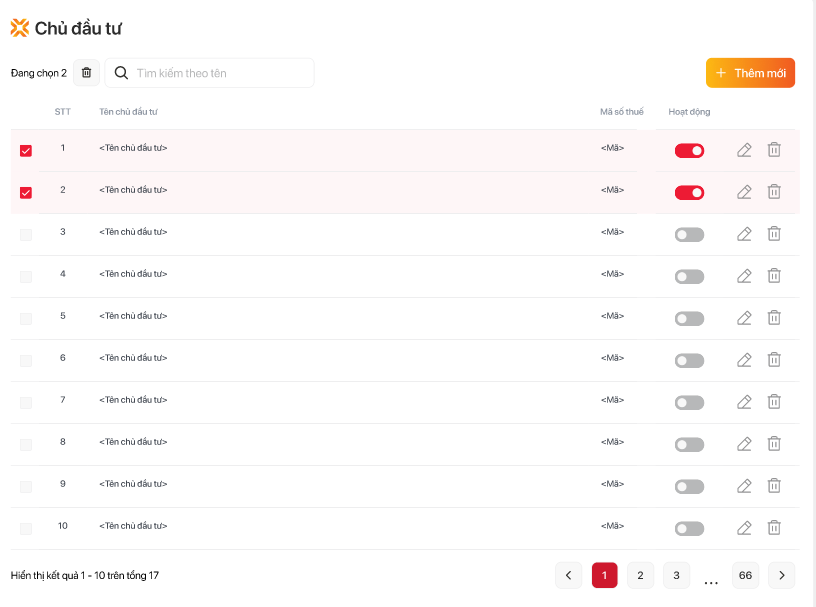 Chủ đầu tư
Đang chọn 2 Tìm kiếm theo tên + Thêm mới
STT Tên chủ đầu tư Mã số thuế Hoạt động
1 <Tên chủ đầu tư> <Mã>
2 <Tên chủ đầu tư> <Mã>
3 <Tên chủ đầu tư> <Mã>
4 <Tên chủ đầu tư> <Mã>
5 <Tên chủ đầu tư> <Mã>
6 <Tên chủ đầu tư> <Mã>
7 <Tên chủ đầu tư> <Mã>
8 <Tên chủ đầu tư> <Mã>
9 <Tên chủ đầu tư> <Mã>
10 <Tên chủ đầu tư> <Mã>
Hiển thị kết quả 1 - 10 trên tổng 17 < 1 2 3 ... 66 >